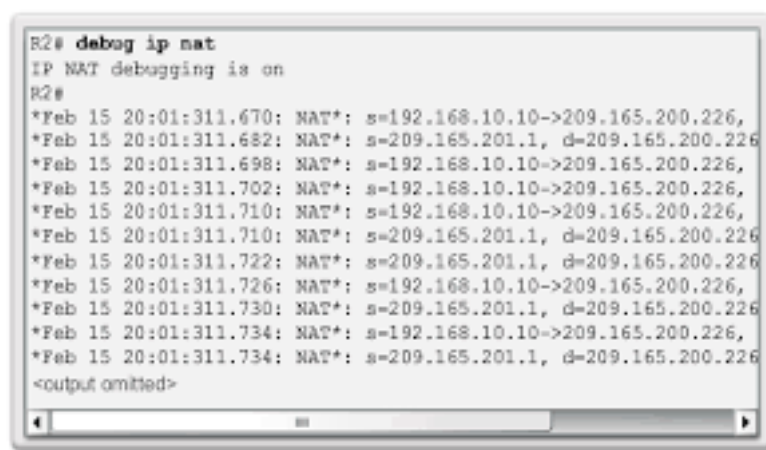 R2# debug ip nat
IP NAT debugging is on
R2#
*Feb 15 20:01:311.670: NAT*: s=192.168.10.10->209.165.200.226,
*Feb 15 20:01:311.682: NAT*: s=209.165.201.1, d=209.165.200.226
*Feb 15 20:01:311.698: NAT*: s=192.168.10.10->209.165.200.226,
*Feb 15 20:01:311.702: NAT*: s=192.168.10.10->209.165.200.226,
*Feb 15 20:01:311.710: NAT*: s=192.168.10.10->209.165.200.226,
*Feb 15 20:01:311.710: NAT*: s=209.165.201.1, d=209.165.200.226
*Feb 15 20:01:311.722: NAT*: s=209.165.201.1, d=209.165.200.226
*Feb 15 20:01:311.726: NAT*: s=192.168.10.10->209.165.200.226,
*Feb 15 20:01:311.730: NAT*: s=209.165.201.1, d=209.165.200.226
*Feb 15 20:01:311.734: NAT*: s=192.168.10.10->209.165.200.226,
*Feb 15 20:01:311.734: NAT*: s=209.165.201.1, d=209.165.200.226
<output omitted>